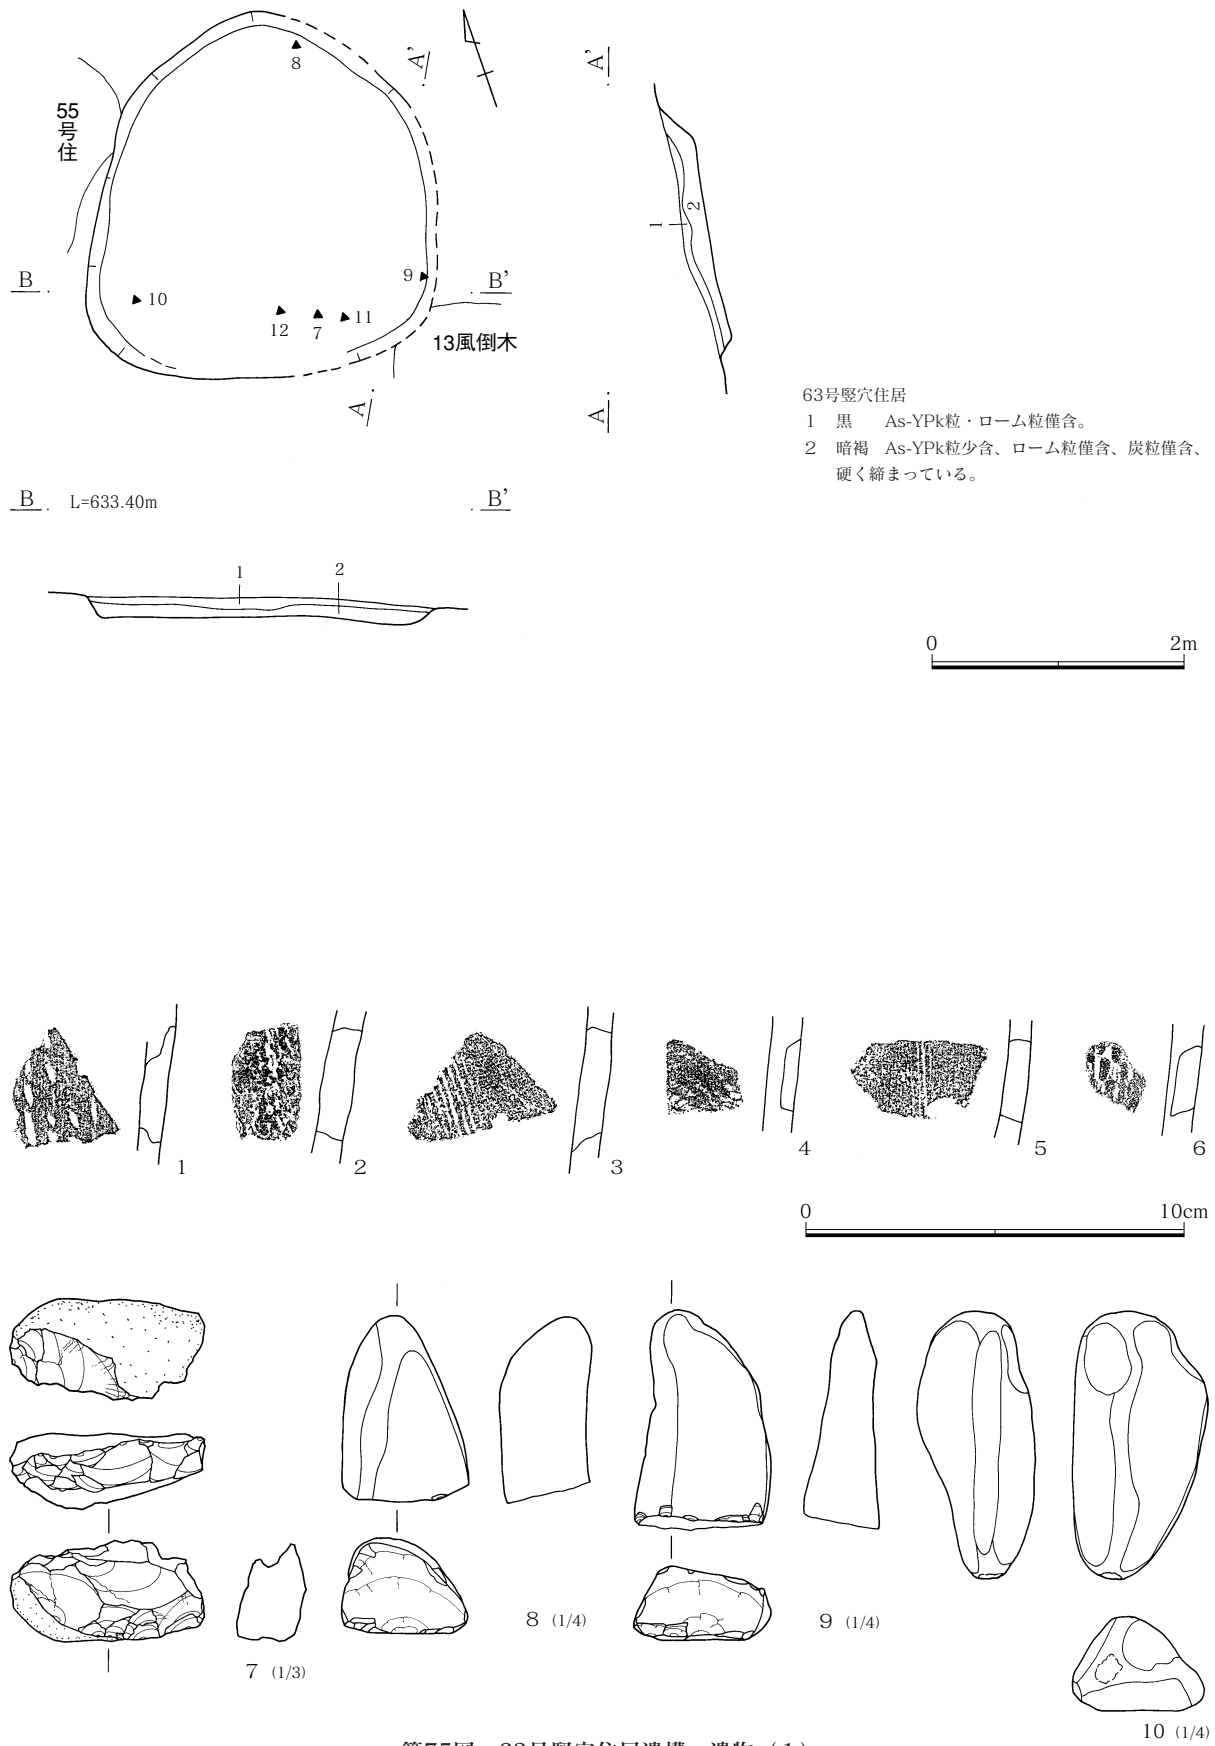 8
A'
A'
55号住
1
2
B
10
9
B'
12
7
11
13風倒木
A
A
63号竪穴住居
1 黒 As-YPk粒・ローム粒僅含。
2 暗褐 As-YPk粒少含、ローム粒僅含、炭粒僅含、
硬く締まっている。
B L=633.40m B'
1 2
0 2m
1 2 3 4 5 6
0 10cm
7 (1/3)
8 (1/4)
9 (1/4)
10 (1/4)